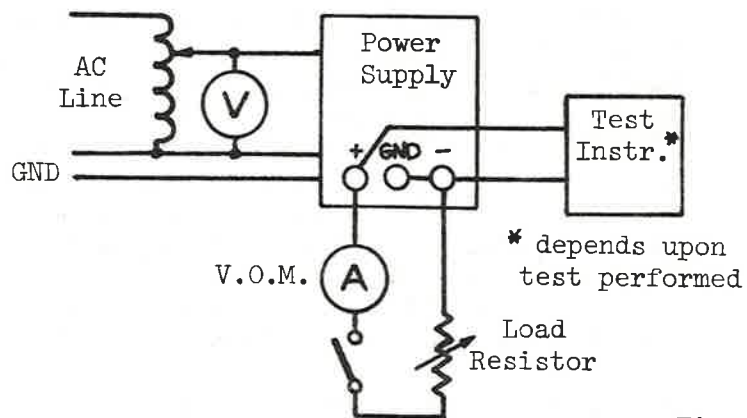 AC
Line
V
Power
Supply
+ GND -
Test
Instr.*
GND
V.O.M.
A
* depends upon
test performed
Load
Resistor